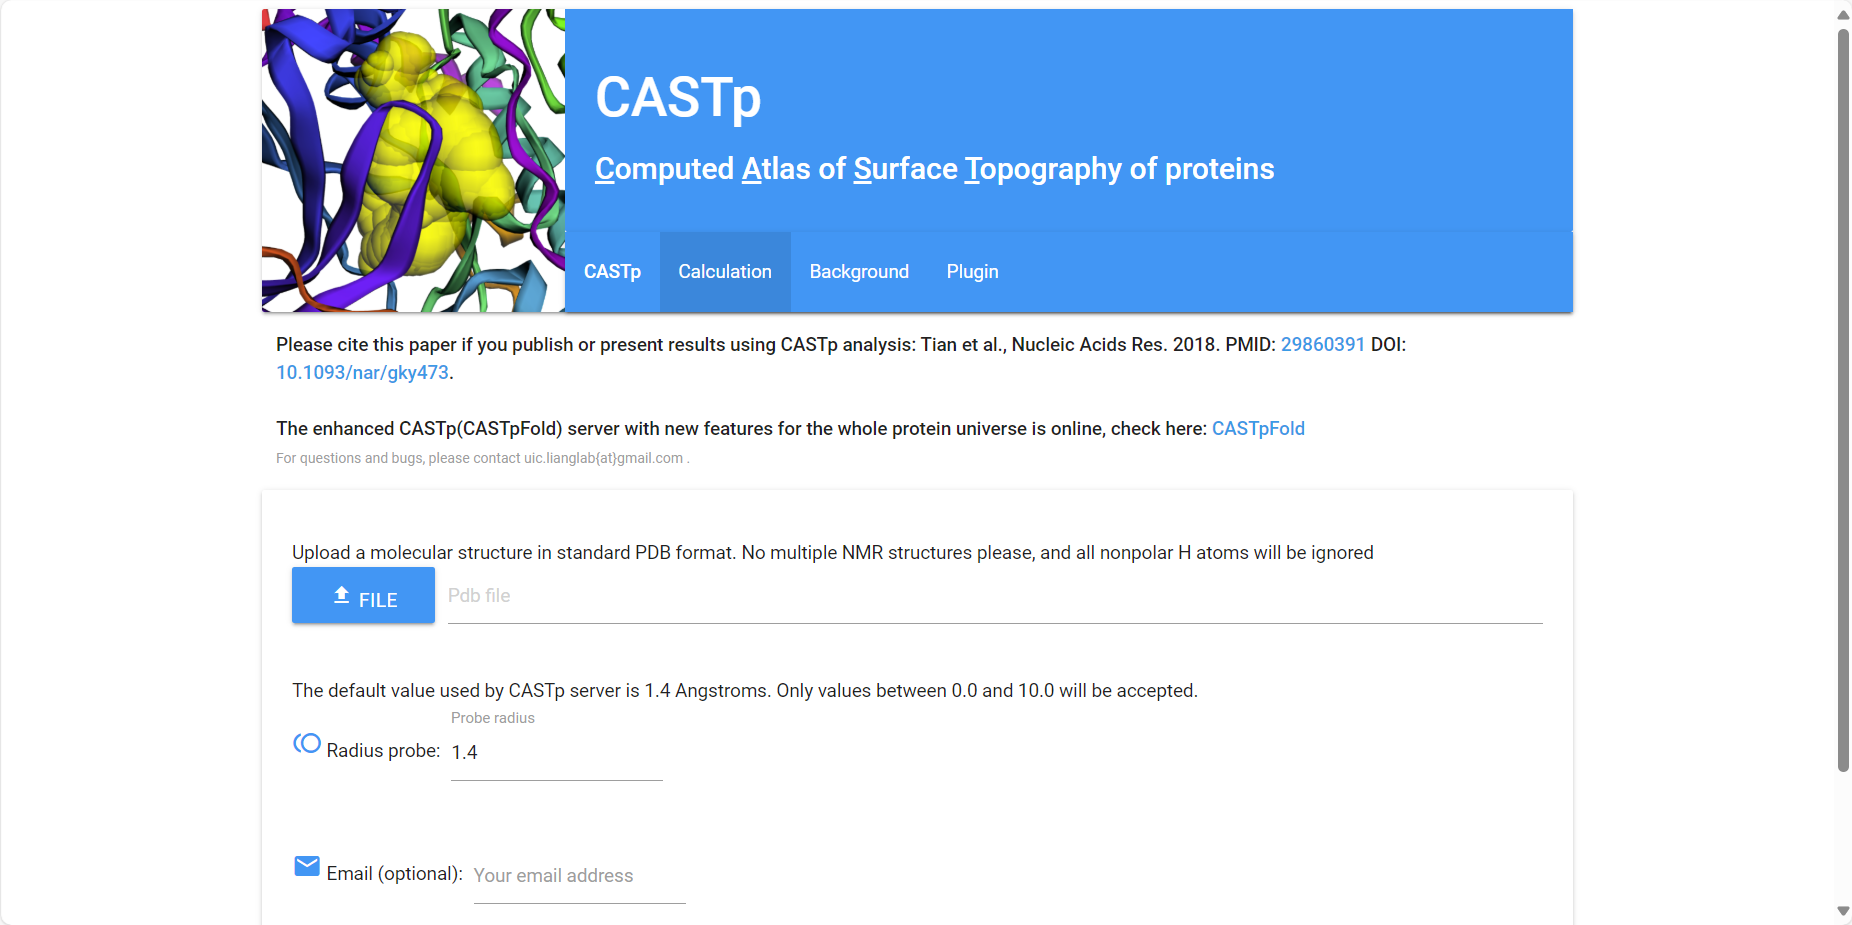 CASTp
Computed Atlas of Surface Topography of proteins
CASTp Calculation Background Plugin
Please cite this paper if you publish or present results using CASTp analysis: Tian et al., Nucleic Acids Res. 2018. PMID: 29860391 DOI:
10.1093/nar/gky473.
The enhanced CASTp(CASTpFold) server with new features for the whole protein universe is online, check here: CASTpFold
For questions and bugs, please contact uic.lianglab{at}gmail.com .
Upload a molecular structure in standard PDB format. No multiple NMR structures please, and all nonpolar H atoms will be ignored
FILE Pdb file
The default value used by CASTp server is 1.4 Angstroms. Only values between 0.0 and 10.0 will be accepted.
Probe radius
Radius probe: 1.4
Email (optional): Your email address